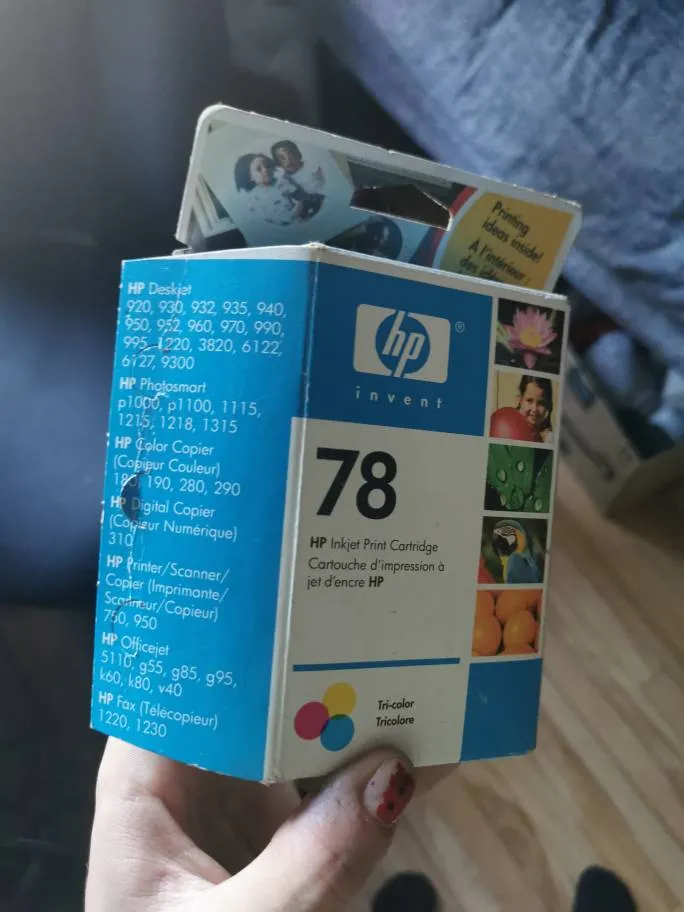 Printing
ideas inside!
À l'intérieur
des
HP Deskjet
920, 930, 932, 935, 940,
950, 952, 960, 970, 990,
995, 1220, 3820, 6122,
6127, 9300
HP Photosmart
p1000, p1100, 1115,
1215, 1218, 1315
HP Color Copier
(Copieur Couleur)
180, 190, 280, 290
HP Digital Copier
(Copieur Numérique)
310
HP Printer/Scanner/
Copier (Imprimante/
Scanneur/Copieur)
750, 950
HP Officejet
5110, g55, g85, g95,
k60, k80, v40
HP Fax (Télécopieur)
1220, 1230
hp®
invent
78
HP Inkjet Print Cartridge
Cartouche d'impression à
jet d'encre HP
Tri-color
Tricolore